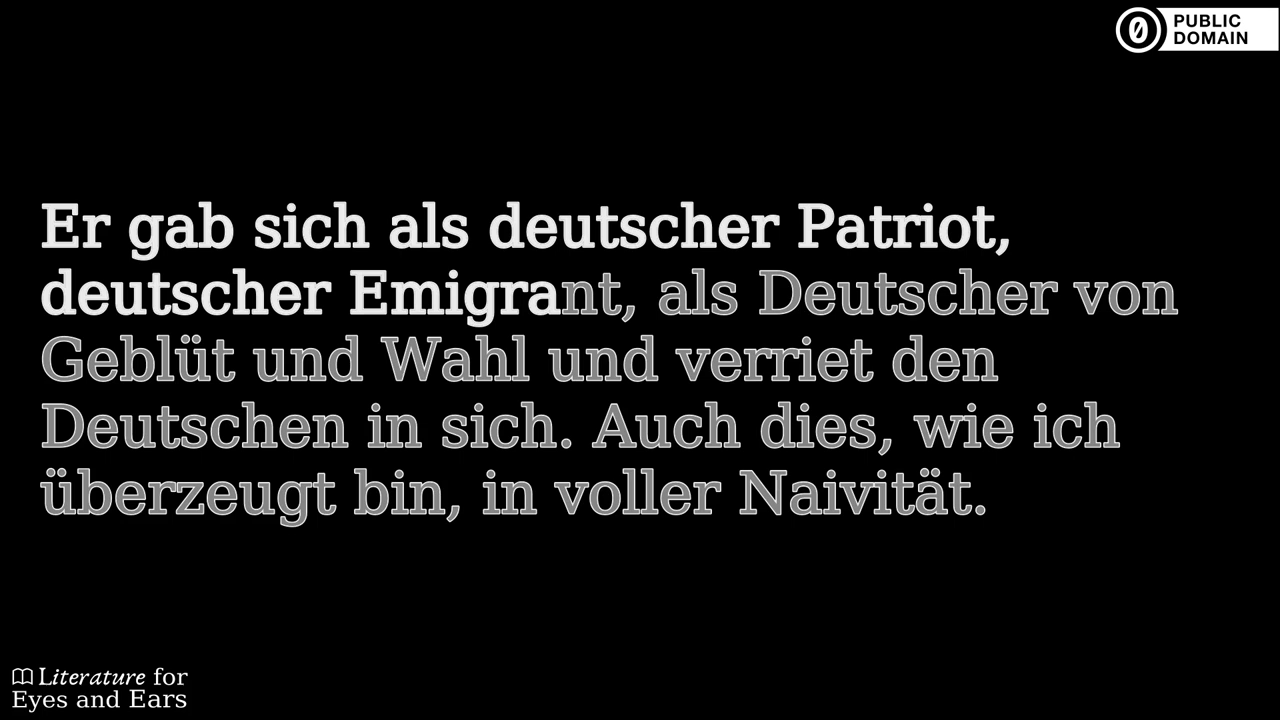 PUBLIC
DOMAIN
Er gab sich als deutscher Patriot,
deutscher Emigrant, als Deutscher von
Geblüt und Wahl und verriet den
Deutschen in sich. Auch dies, wie ich
überzeugt bin, in voller Naivität.
Literature for
Eyes and Ears